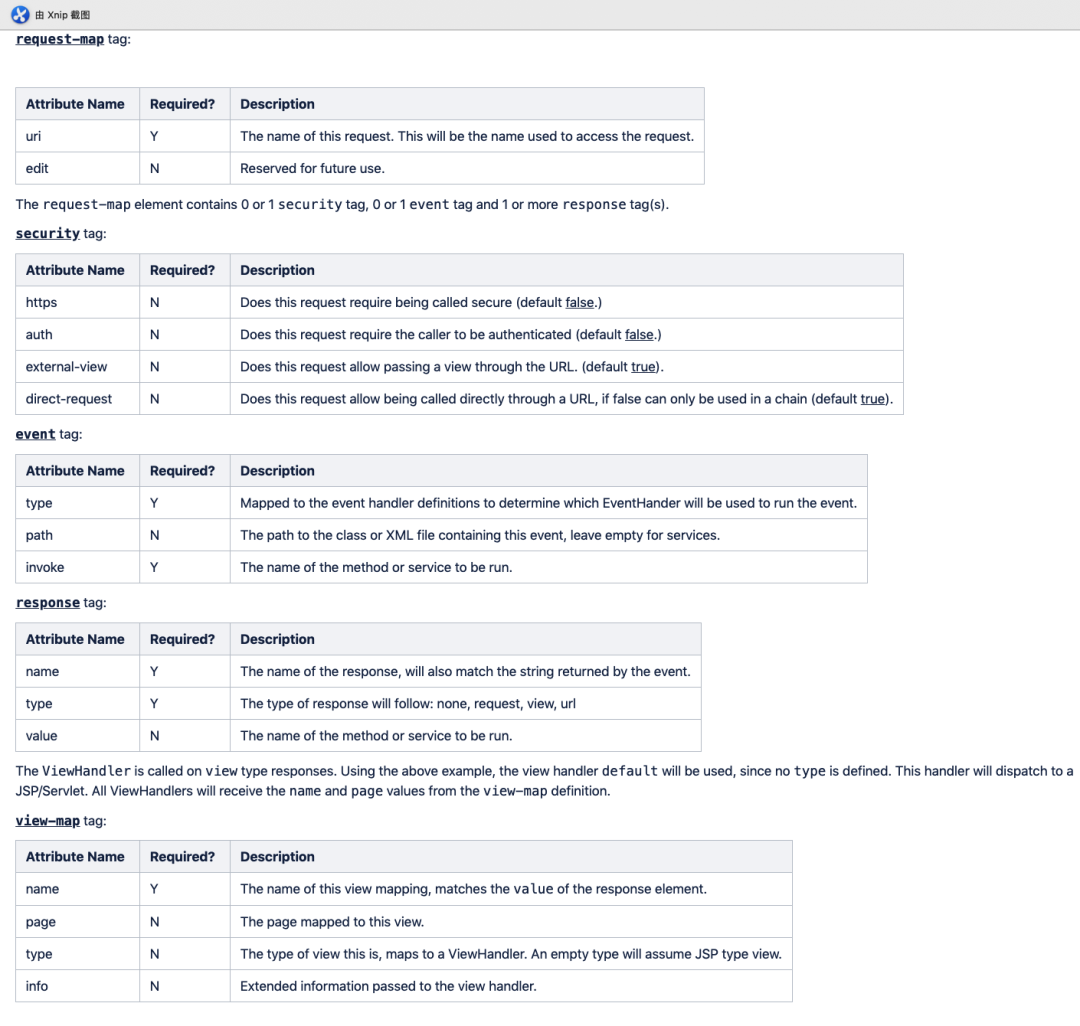 由 Xnip 截图
request-map tag:
Attribute Name Required? Description
uri Y The name of this request. This will be the name used to access the request.
edit N Reserved for future use.
The request-map element contains 0 or 1 security tag, 0 or 1 event tag and 1 or more response tag(s).
security tag:
Attribute Name Required? Description
https N Does this request require being called secure (default false.)
auth N Does this request require the caller to be authenticated (default false.)
external-view N Does this request allow passing a view through the URL. (default true).
direct-request N Does this request allow being called directly through a URL, if false can only be used in a chain (default true).
event tag:
Attribute Name Required? Description
type Y Mapped to the event handler definitions to determine which EventHander will be used to run the event.
path N The path to the class or XML file containing this event, leave empty for services.
invoke Y The name of the method or service to be run.
response tag:
Attribute Name Required? Description
name Y The name of the response, will also match the string returned by the event.
type Y The type of response will follow: none, request, view, url
value N The name of the method or service to be run.
The ViewHandler is called on view type responses. Using the above example, the view handler default will be used, since no type is defined. This handler will dispatch to a
JSP/Servlet. All ViewHandlers will receive the name and page values from the view-map definition.
view-map tag:
Attribute Name Required? Description
name Y The name of this view mapping, matches the value of the response element.
page N The page mapped to this view.
type N The type of view this is, maps to a ViewHandler. An empty type will assume JSP type view.
info N Extended information passed to the view handler.